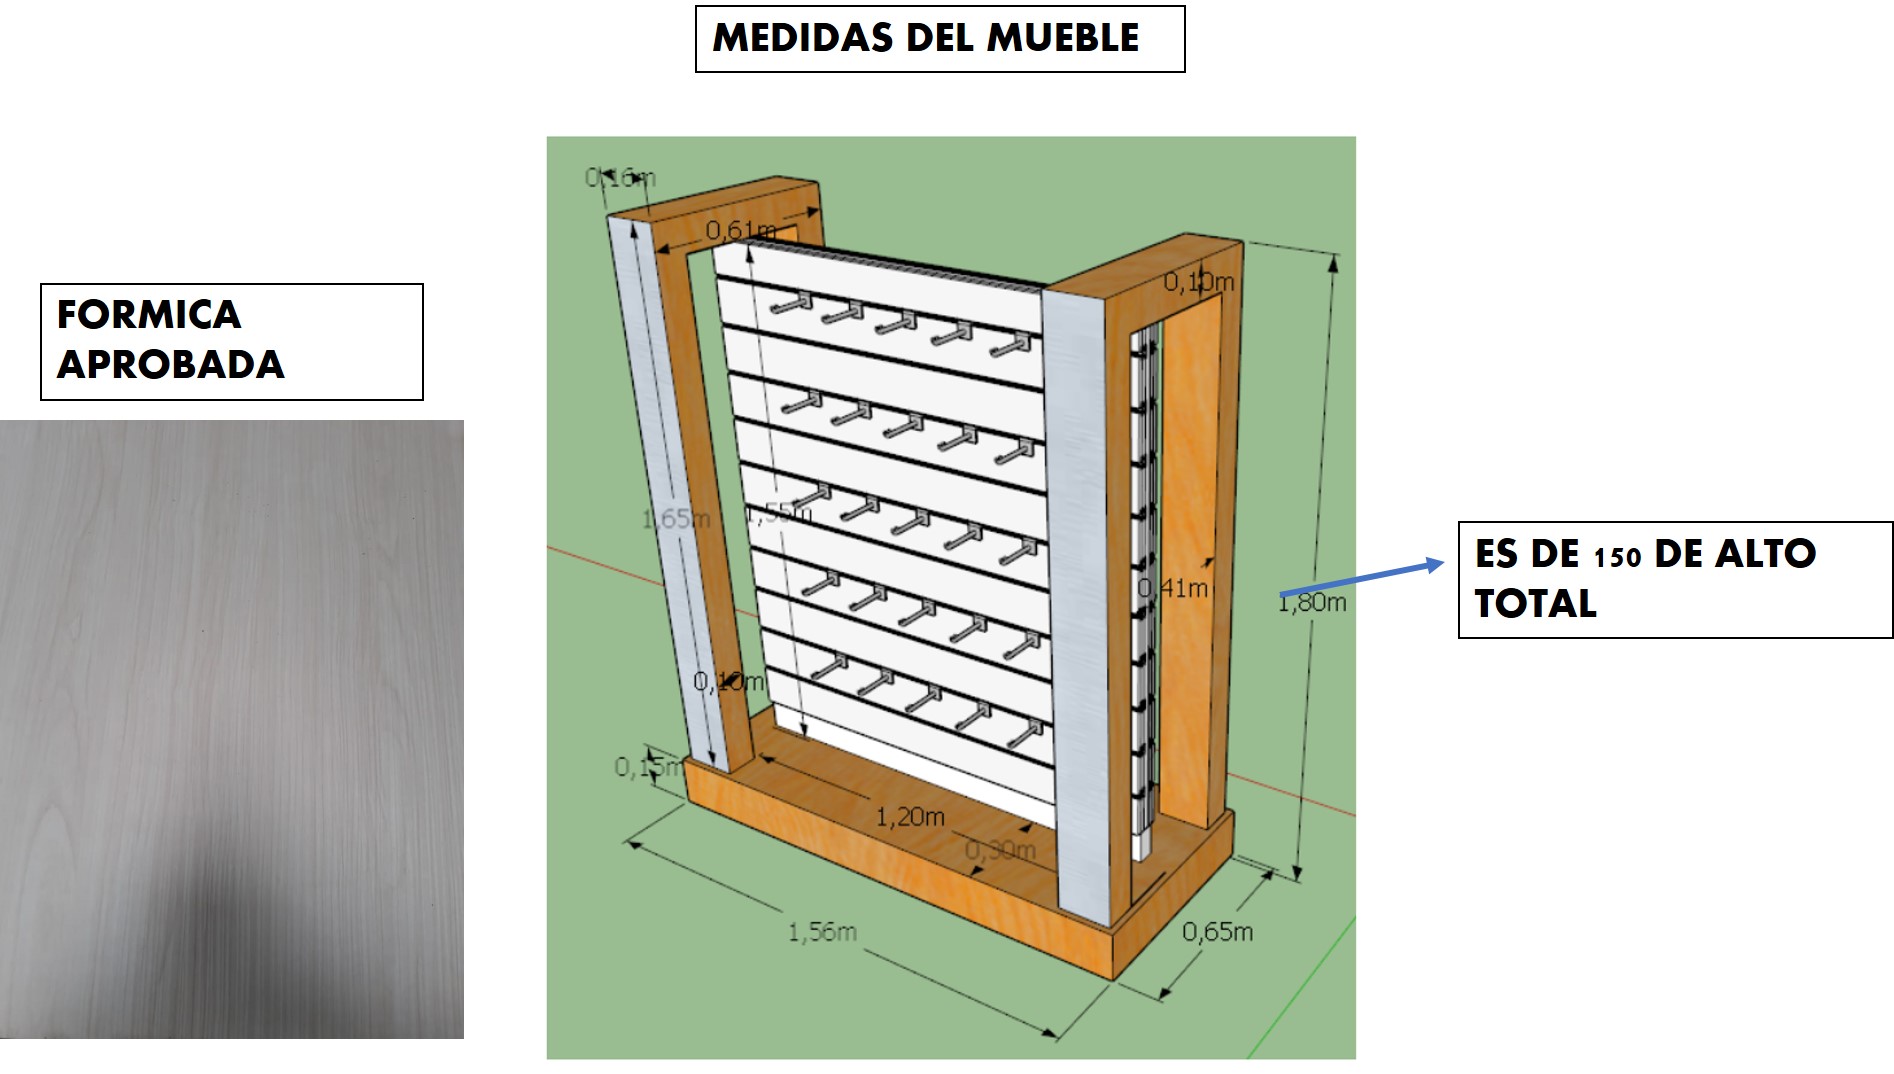 MEDIDAS DEL MUEBLE
0,16m
0,61m
0,10m
FORMICA
APROBADA
1,65m
1,55m
ES DE 150 DE ALTO
TOTAL
0,41m
1,80m
0,10m
0,15m
1,20m
0,30m
1,56m
0,65m